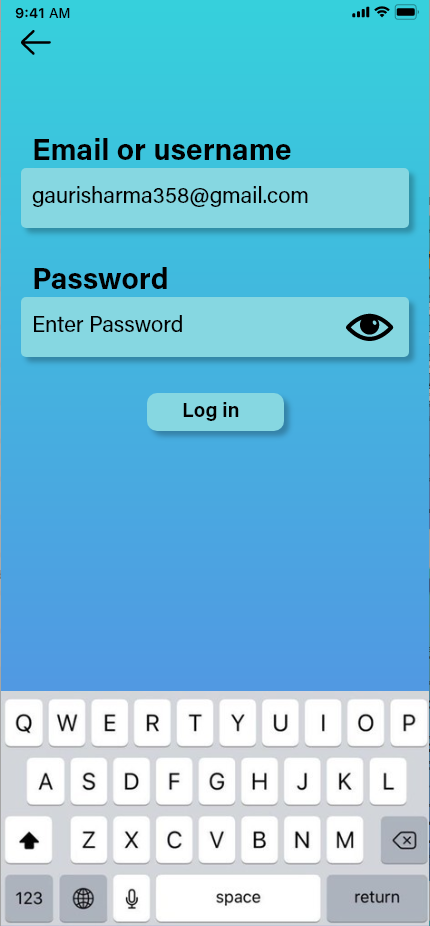 9:41 AM
Email or username
gaurisharma358@gmail.com
Password
Enter Password
Log in
Q W E R T Y U I O P
A S D F G H J K L
Z X C V B N M
123 space return